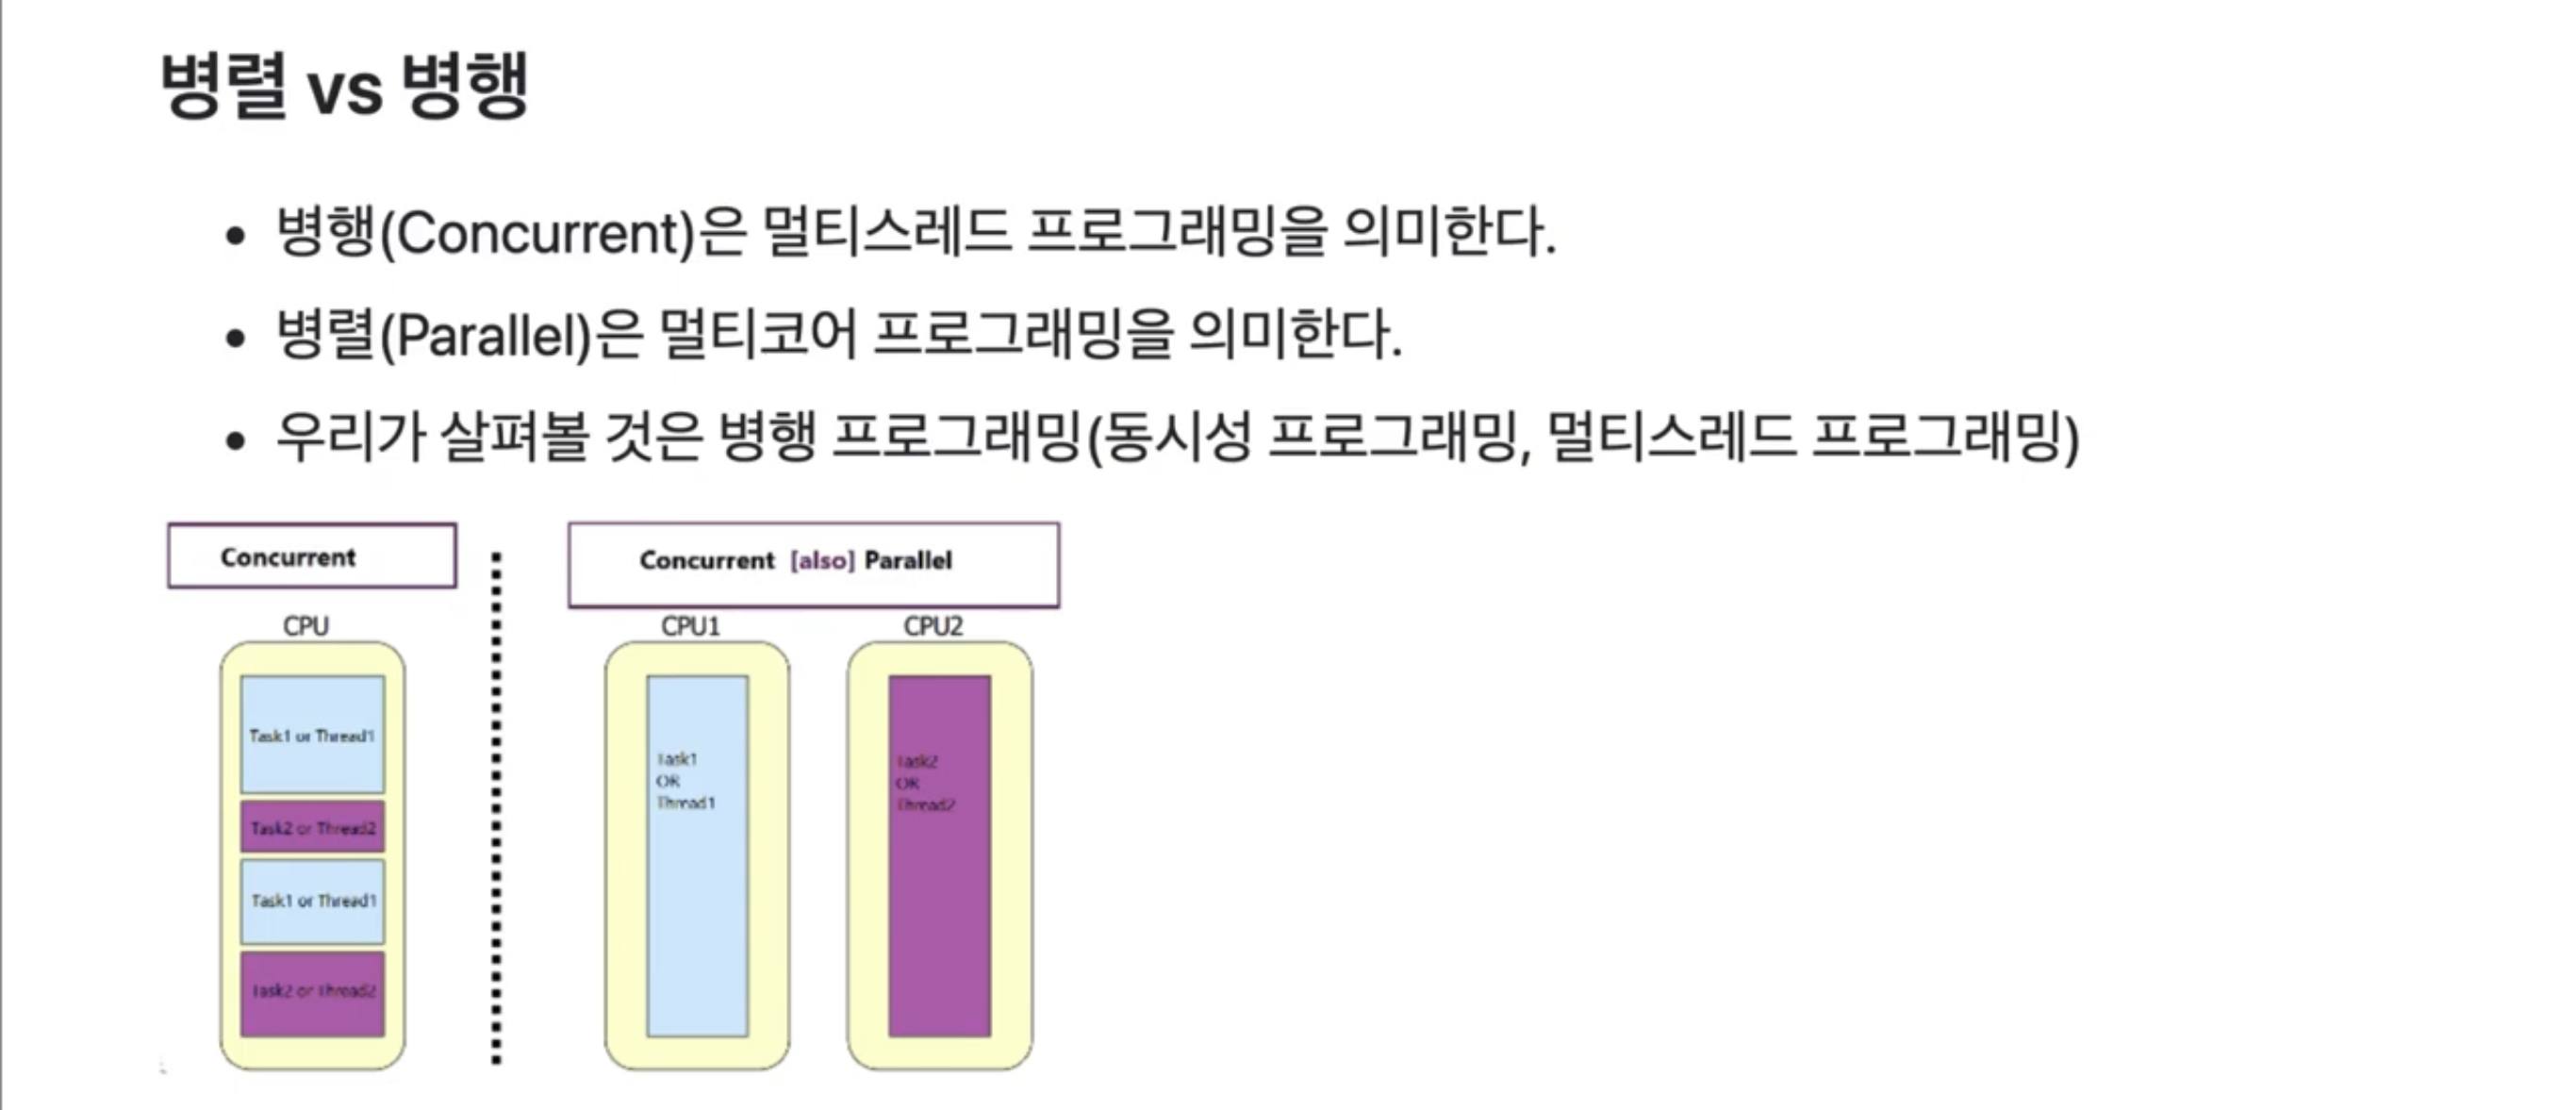 병렬 vs 병행
• 병행(Concurrent)은 멀티스레드 프로그래밍을 의미한다.
• 병렬(Parallel)은 멀티코어 프로그래밍을 의미한다.
• 우리가 살펴볼 것은 병행 프로그래밍(동시성 프로그래밍, 멀티스레드 프로그래밍)
Concurrent
CPU
Task1 or Thread1
Task2 or Thread2
Task1 or Thread1
Task2 or Thread2
Concurrent [also] Parallel
CPU1
Task1
OR
Thread1
CPU2
Task2
OR
Thread2